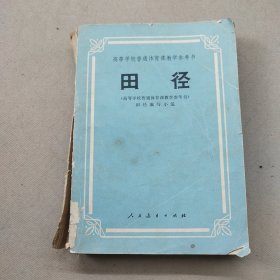 高等学校普通体育课教学参考书
田径
(高等学校普通体育课教学参考书)
田径编写小组
人民教育出版社